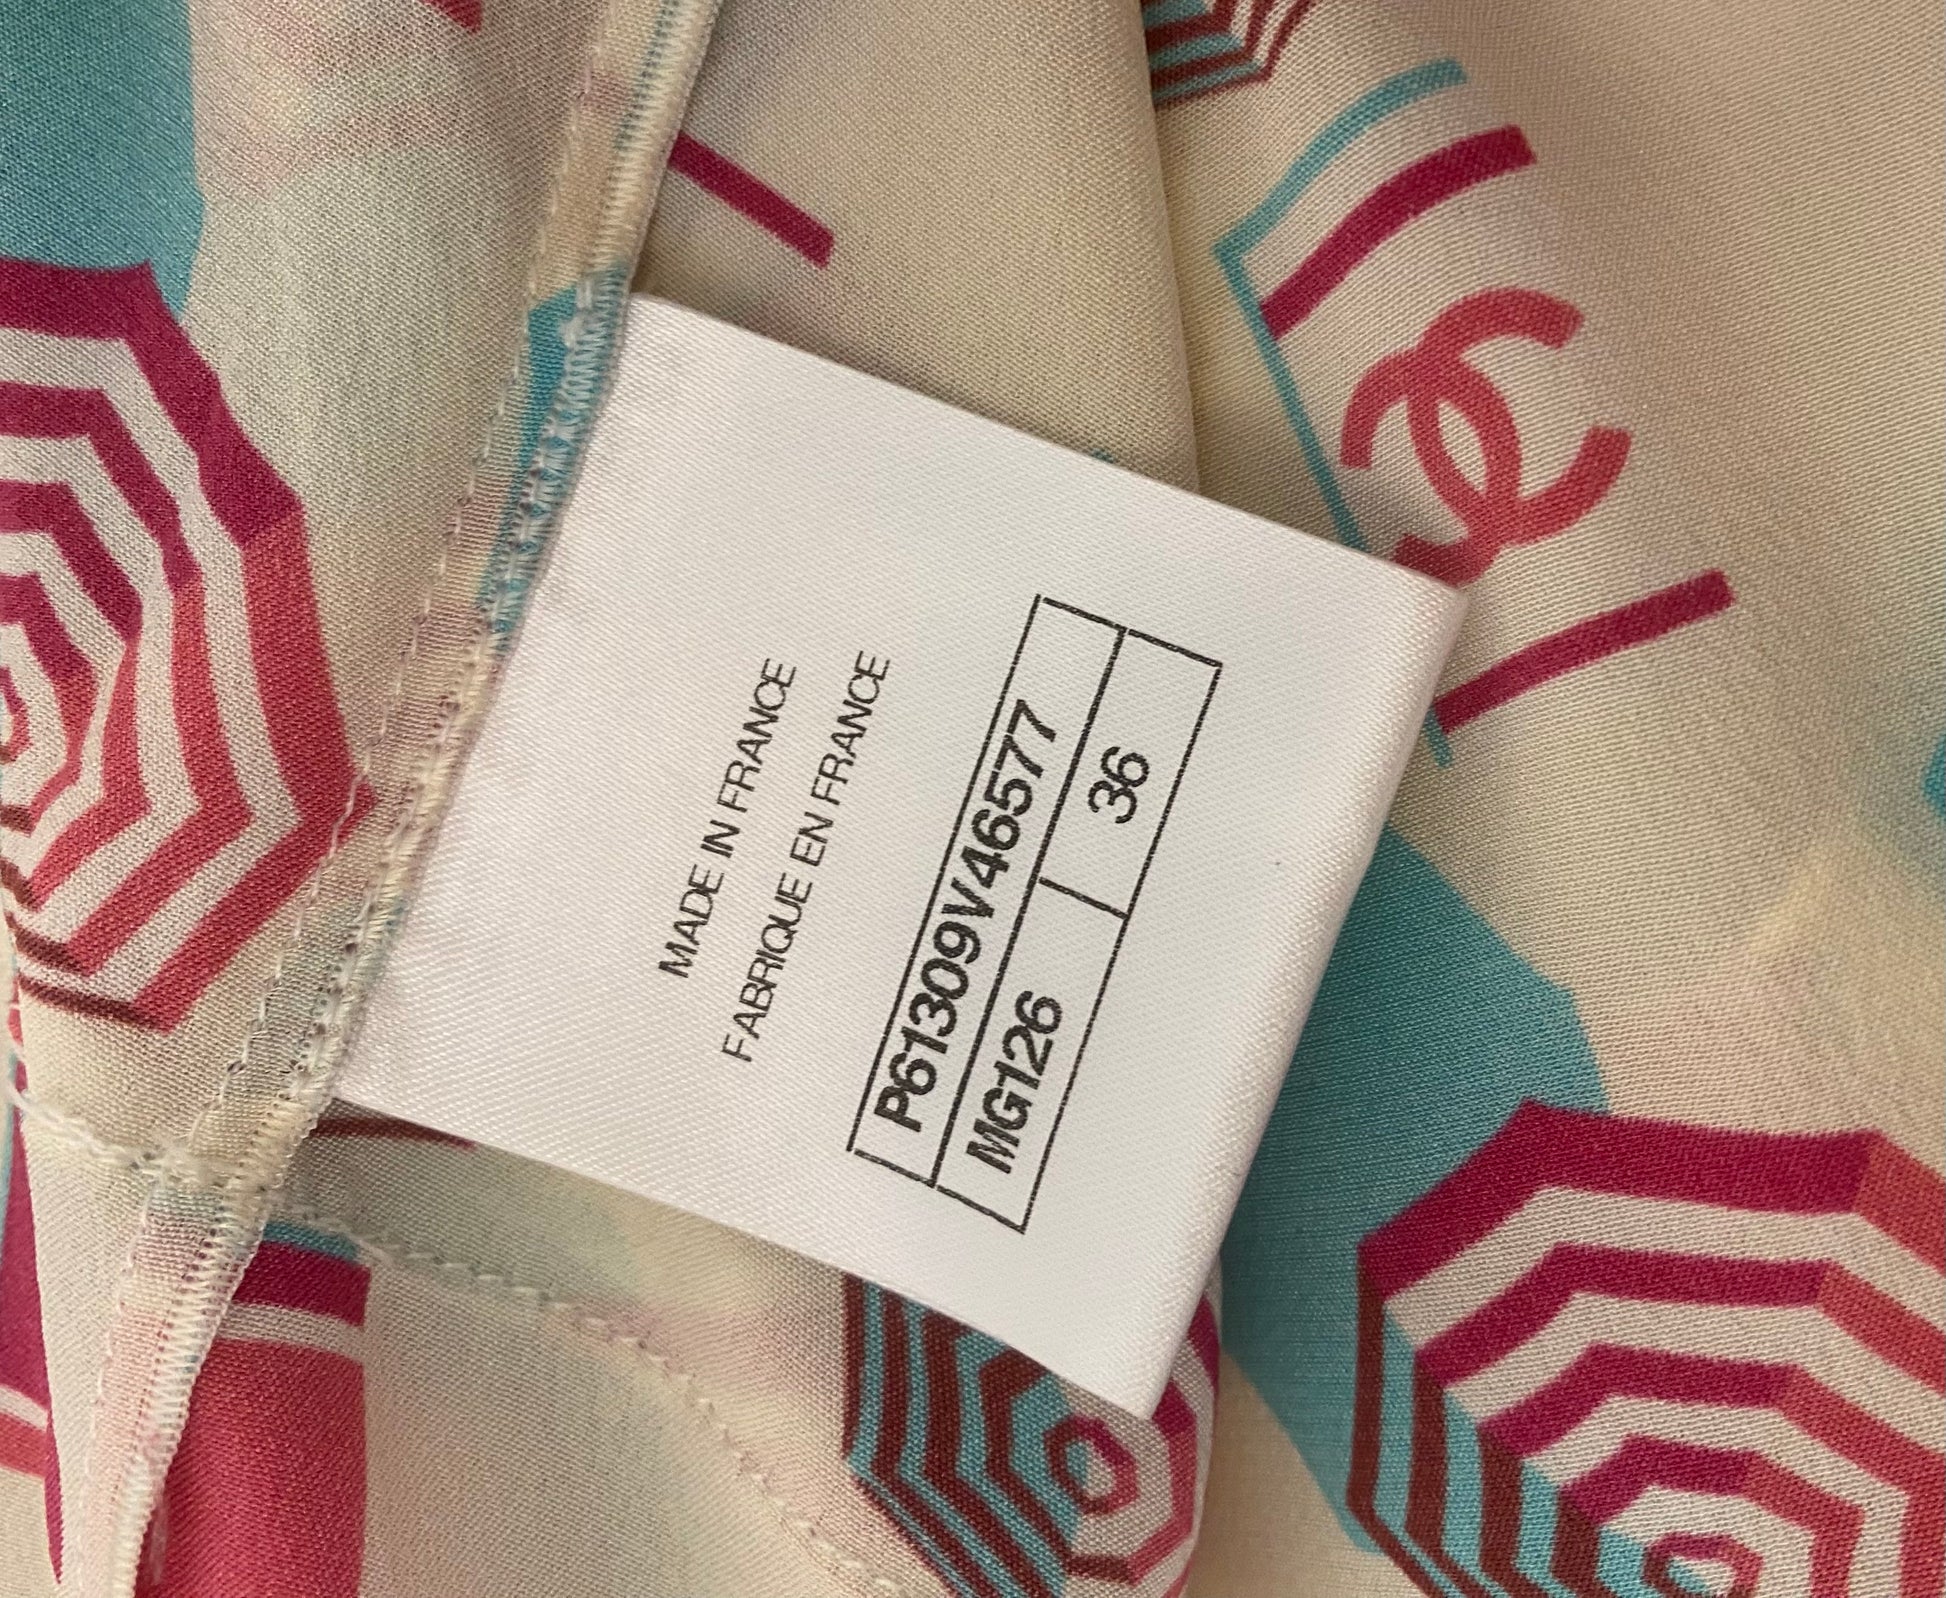 MADE IN FRANCE
FABRIQUE EN FRANCE
P61309V46577
MG126 36